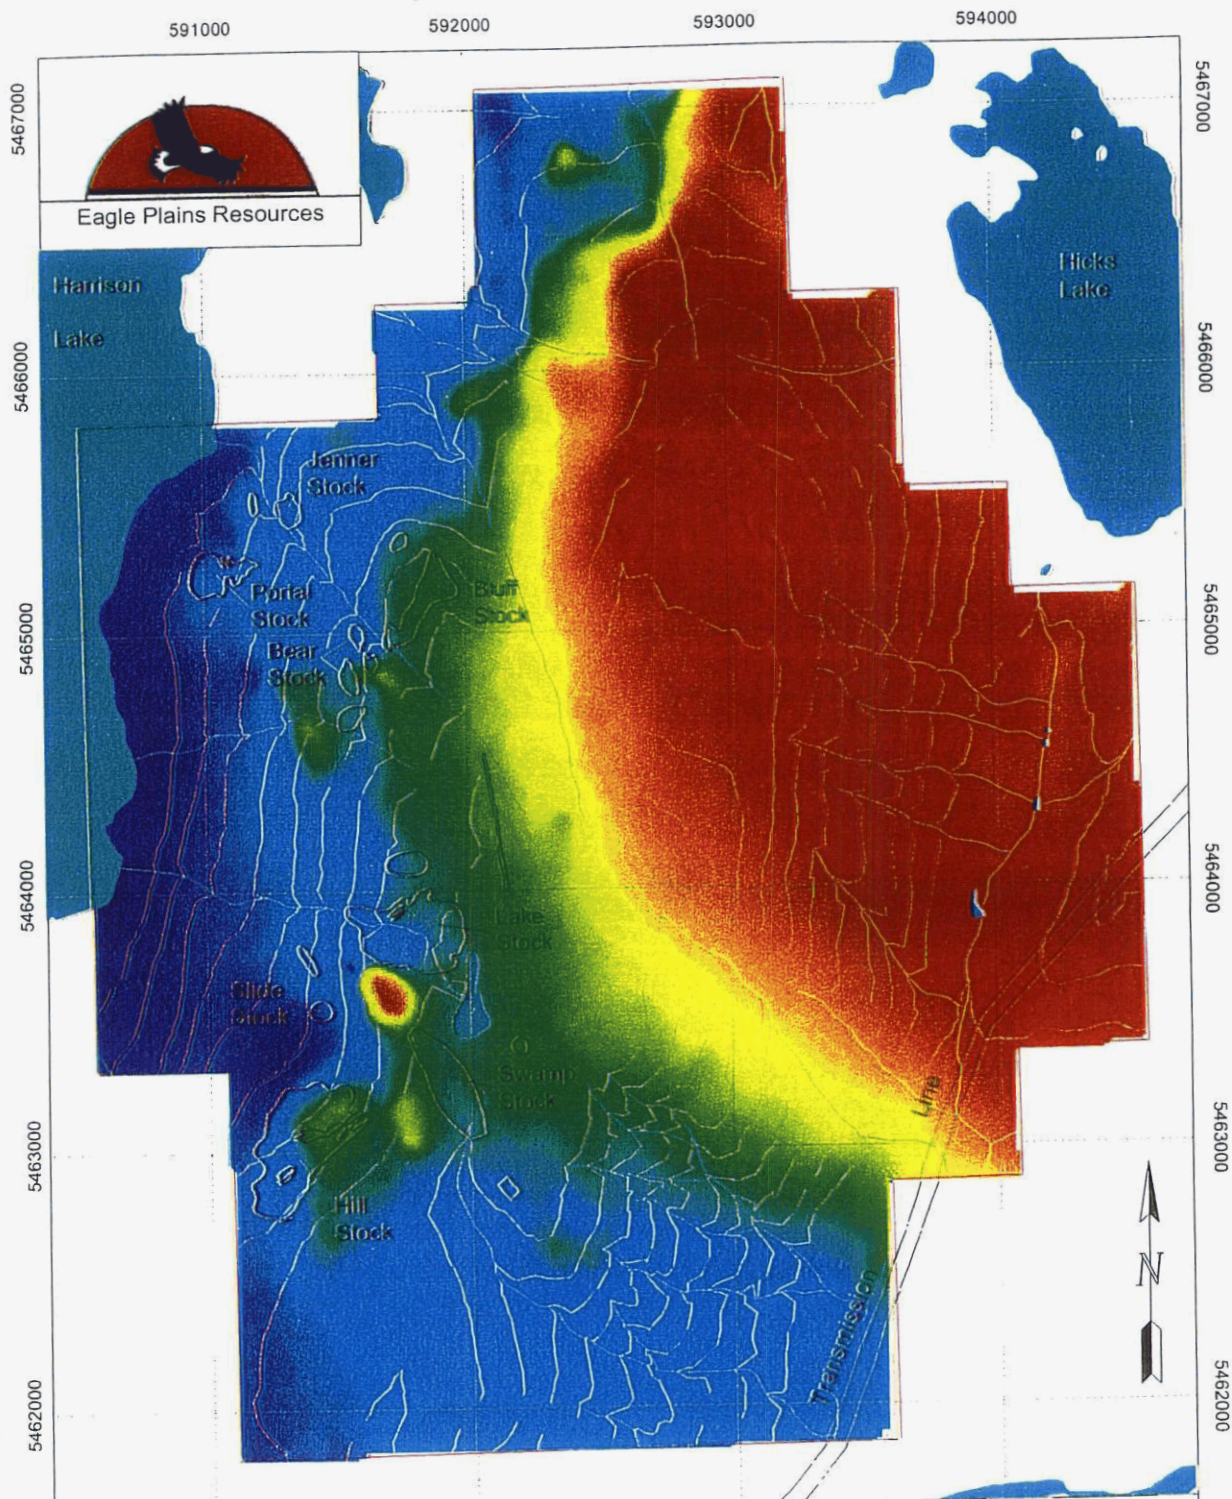 591000
592000
593000
594000
5467000
5467000
Eagle Plains Resources
Harrison
Lake
Hicks
Lake
5466000
5466000
Jenner
Stock
Portal
Stock
Bluff
Stock
Bear
Stock
5465000
5465000
5464000
5464000
Lake
Stock
Slide
Stock
Swamp
Stock
Line
5463000
5463000
Hill
Stock
N
Transmission
5462000
5462000